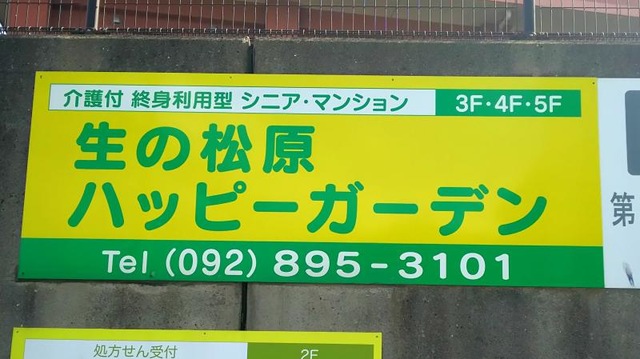 介護付 終身利用型 シニア・マンション 3F・4F・5F
生の松原
ハッピーガーデン
Tel (092) 895-3101
第
処方せん受付 2F